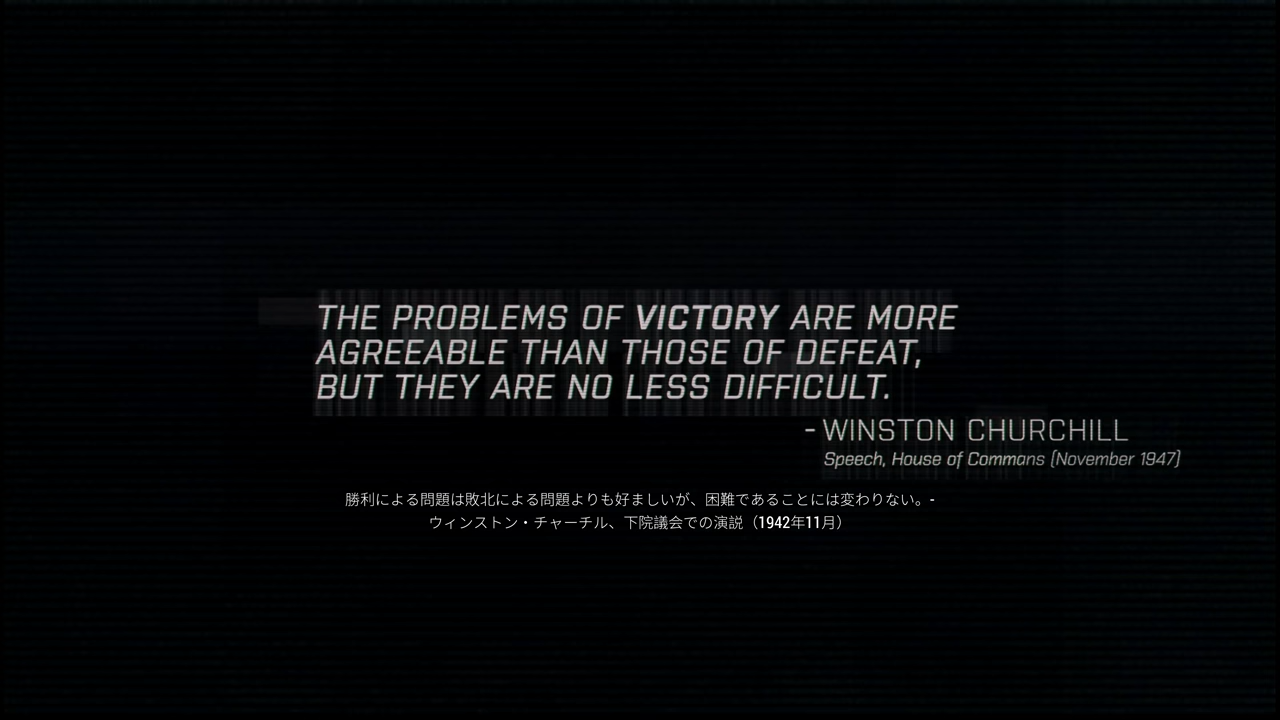 THE PROBLEMS OF VICTORY ARE MORE
AGREEABLE THAN THOSE OF DEFEAT,
BUT THEY ARE NO LESS DIFFICULT.
- WINSTON CHURCHILL
Speech, House of Commans (November 1947)
勝利による問題は敗北による問題よりも好ましいが、困難であることには変わりない。-
ウィンストン・チャーチル、下院議会での演説（1942年11月）